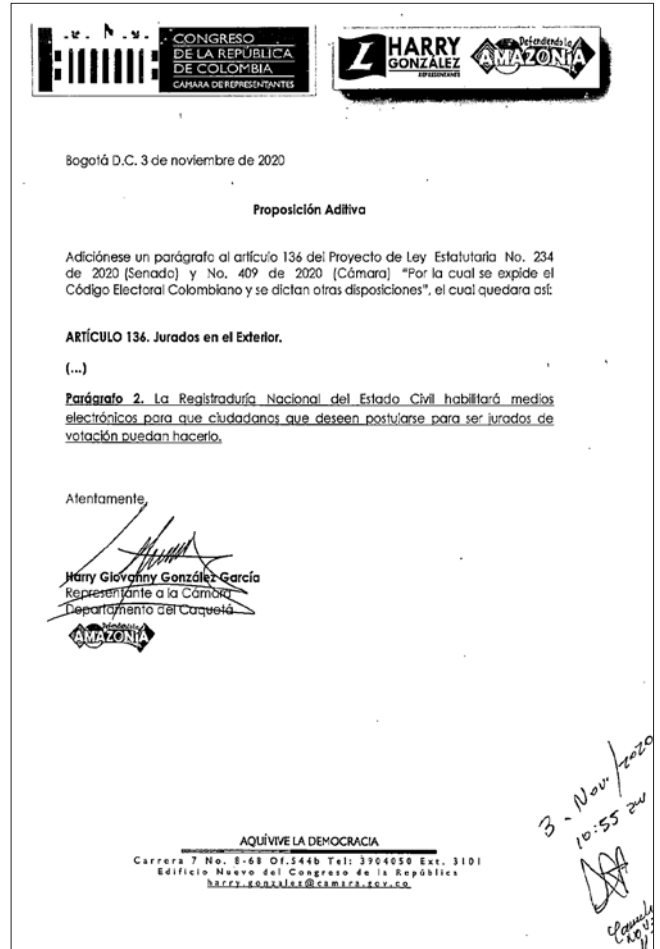 CONGRESO
DE LA REPÚBLICA
DE COLOMBIA
CÁMARA DE REPRESENTANTES
L HARRY
GONZÁLEZ
REPRESENTANTE
Defendendo la
AMAZONÍA
Bogotá D.C. 3 de noviembre de 2020
Proposición Aditiva
Adiciónese un parágrafo al artículo 136 del Proyecto de Ley Estatutaria No. 234
de 2020 (Senado) y No. 409 de 2020 (Cámara) "Por la cual se expide el
Código Electoral Colombiano y se dictan otras disposiciones", el cual quedara así:
ARTÍCULO 136. Jurados en el Exterior.
(...)
Parágrafo 2. La Registraduría Nacional del Estado Civil habilitará medios
electrónicos para que ciudadanos que deseen postularse para ser jurados de
votación puedan hacerlo.
Atentamente,
Harry Giovanny González García
Representante a la Cámara
Departamento del Caquetá
AMAZONÍA
3 - Nov. / 2020
10:55
AQUÍ VIVE LA DEMOCRACIA
Carrera 7 No. 8-68 Of.544b Tel: 3904050 Ext. 3101
Edificio Nuevo del Congreso de la República
harry.gonzalez@camara.gov.co